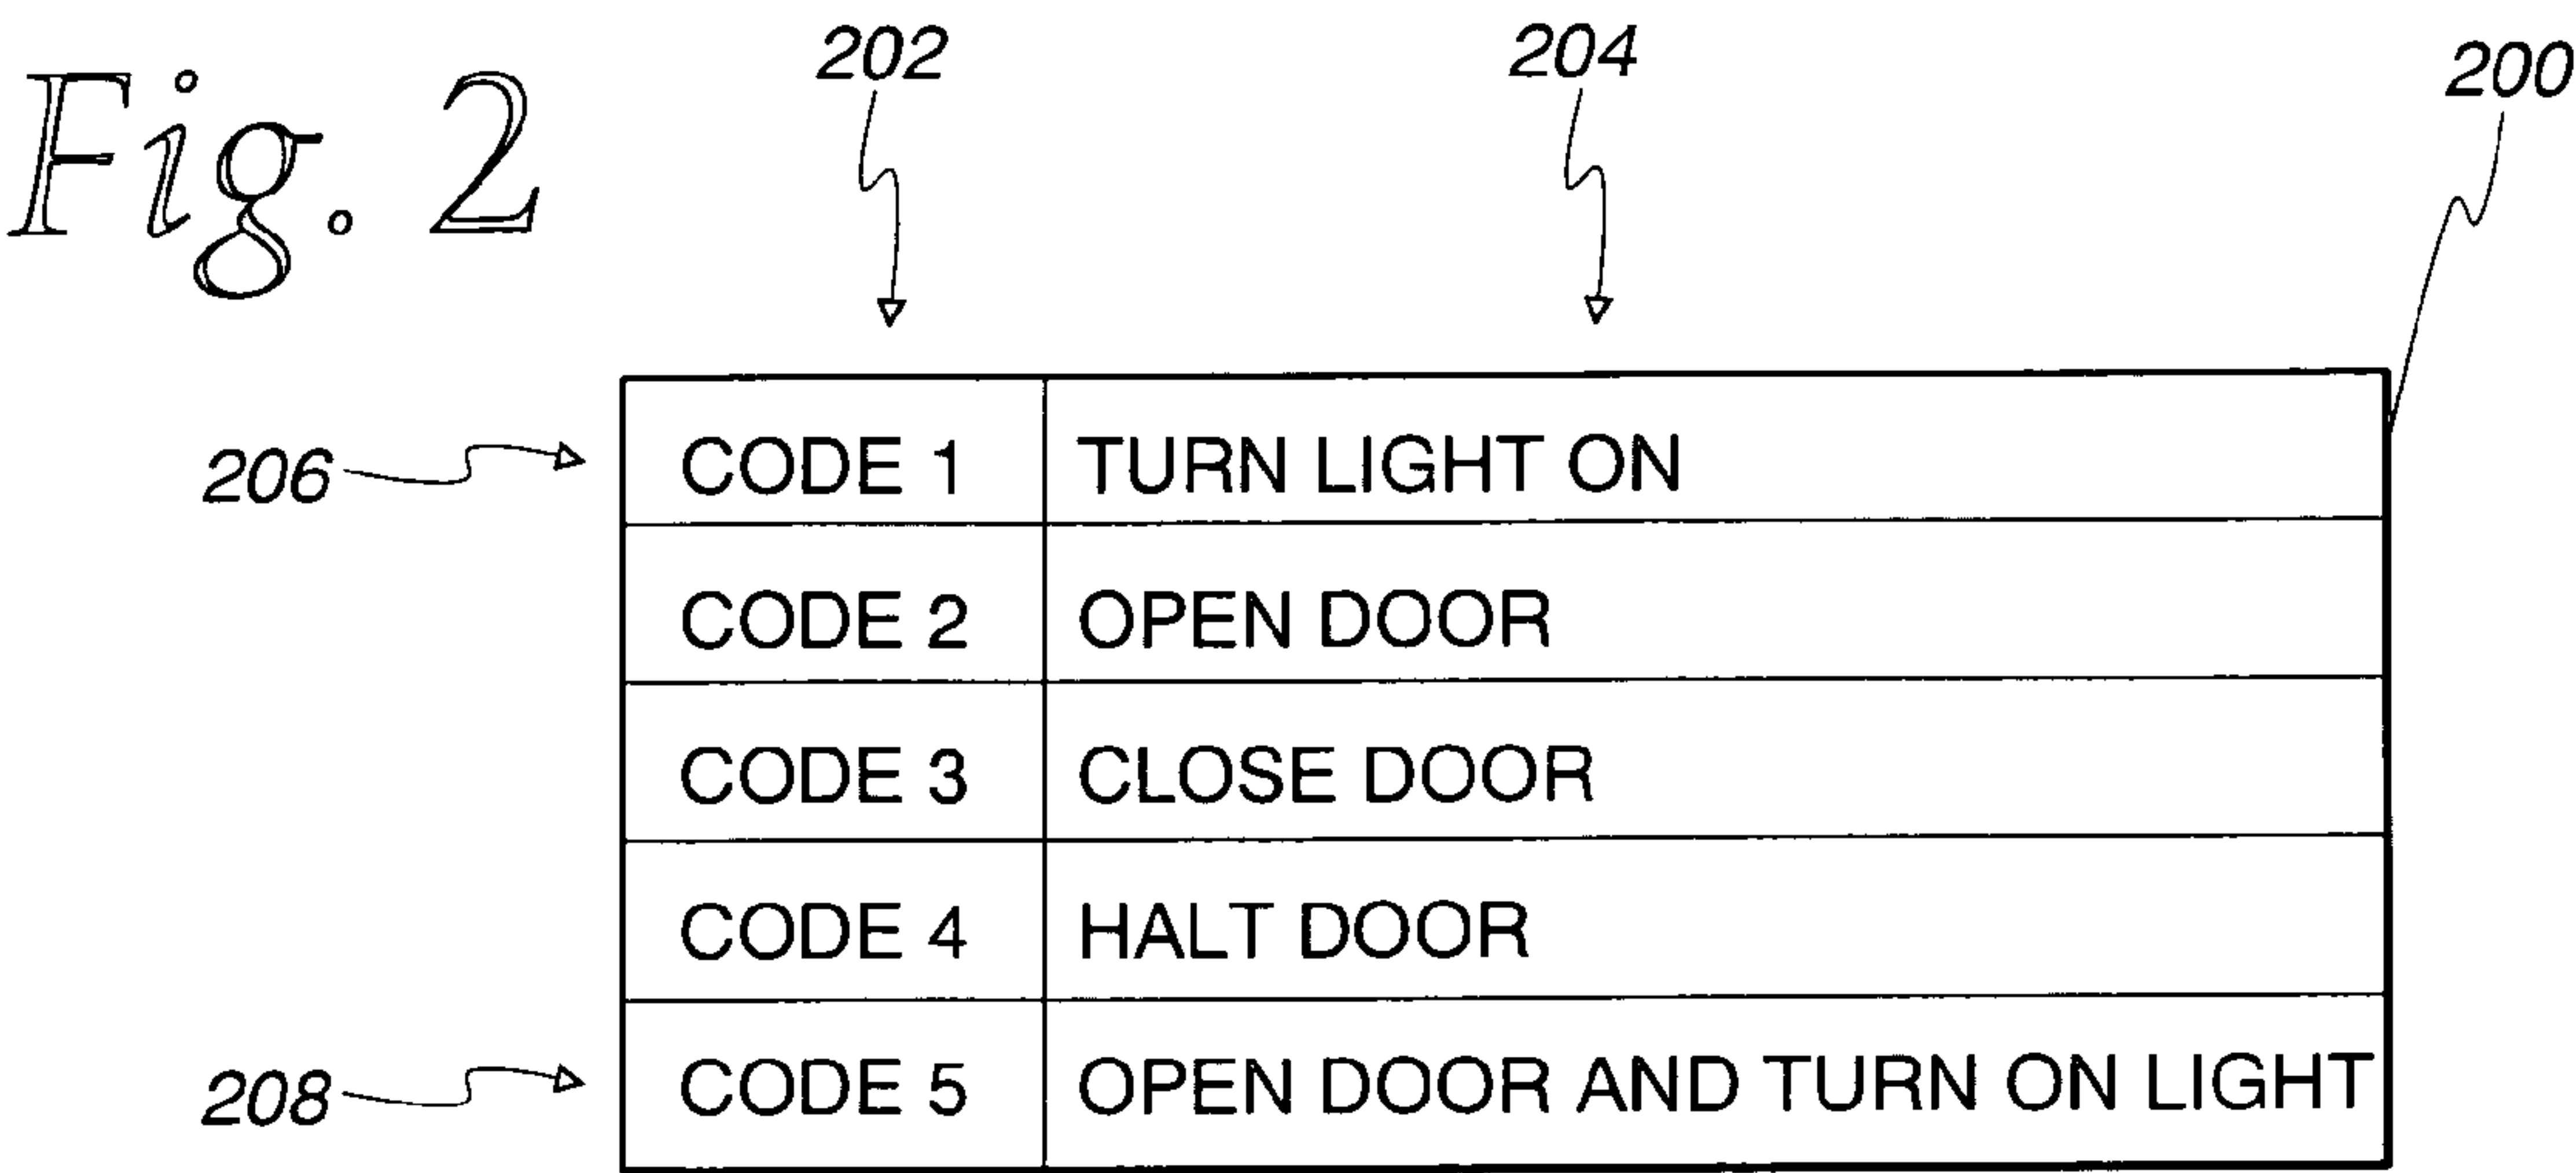 Fig. 2
202
204
200
206
CODE 1 TURN LIGHT ON
CODE 2 OPEN DOOR
CODE 3 CLOSE DOOR
CODE 4 HALT DOOR
208
CODE 5 OPEN DOOR AND TURN ON LIGHT